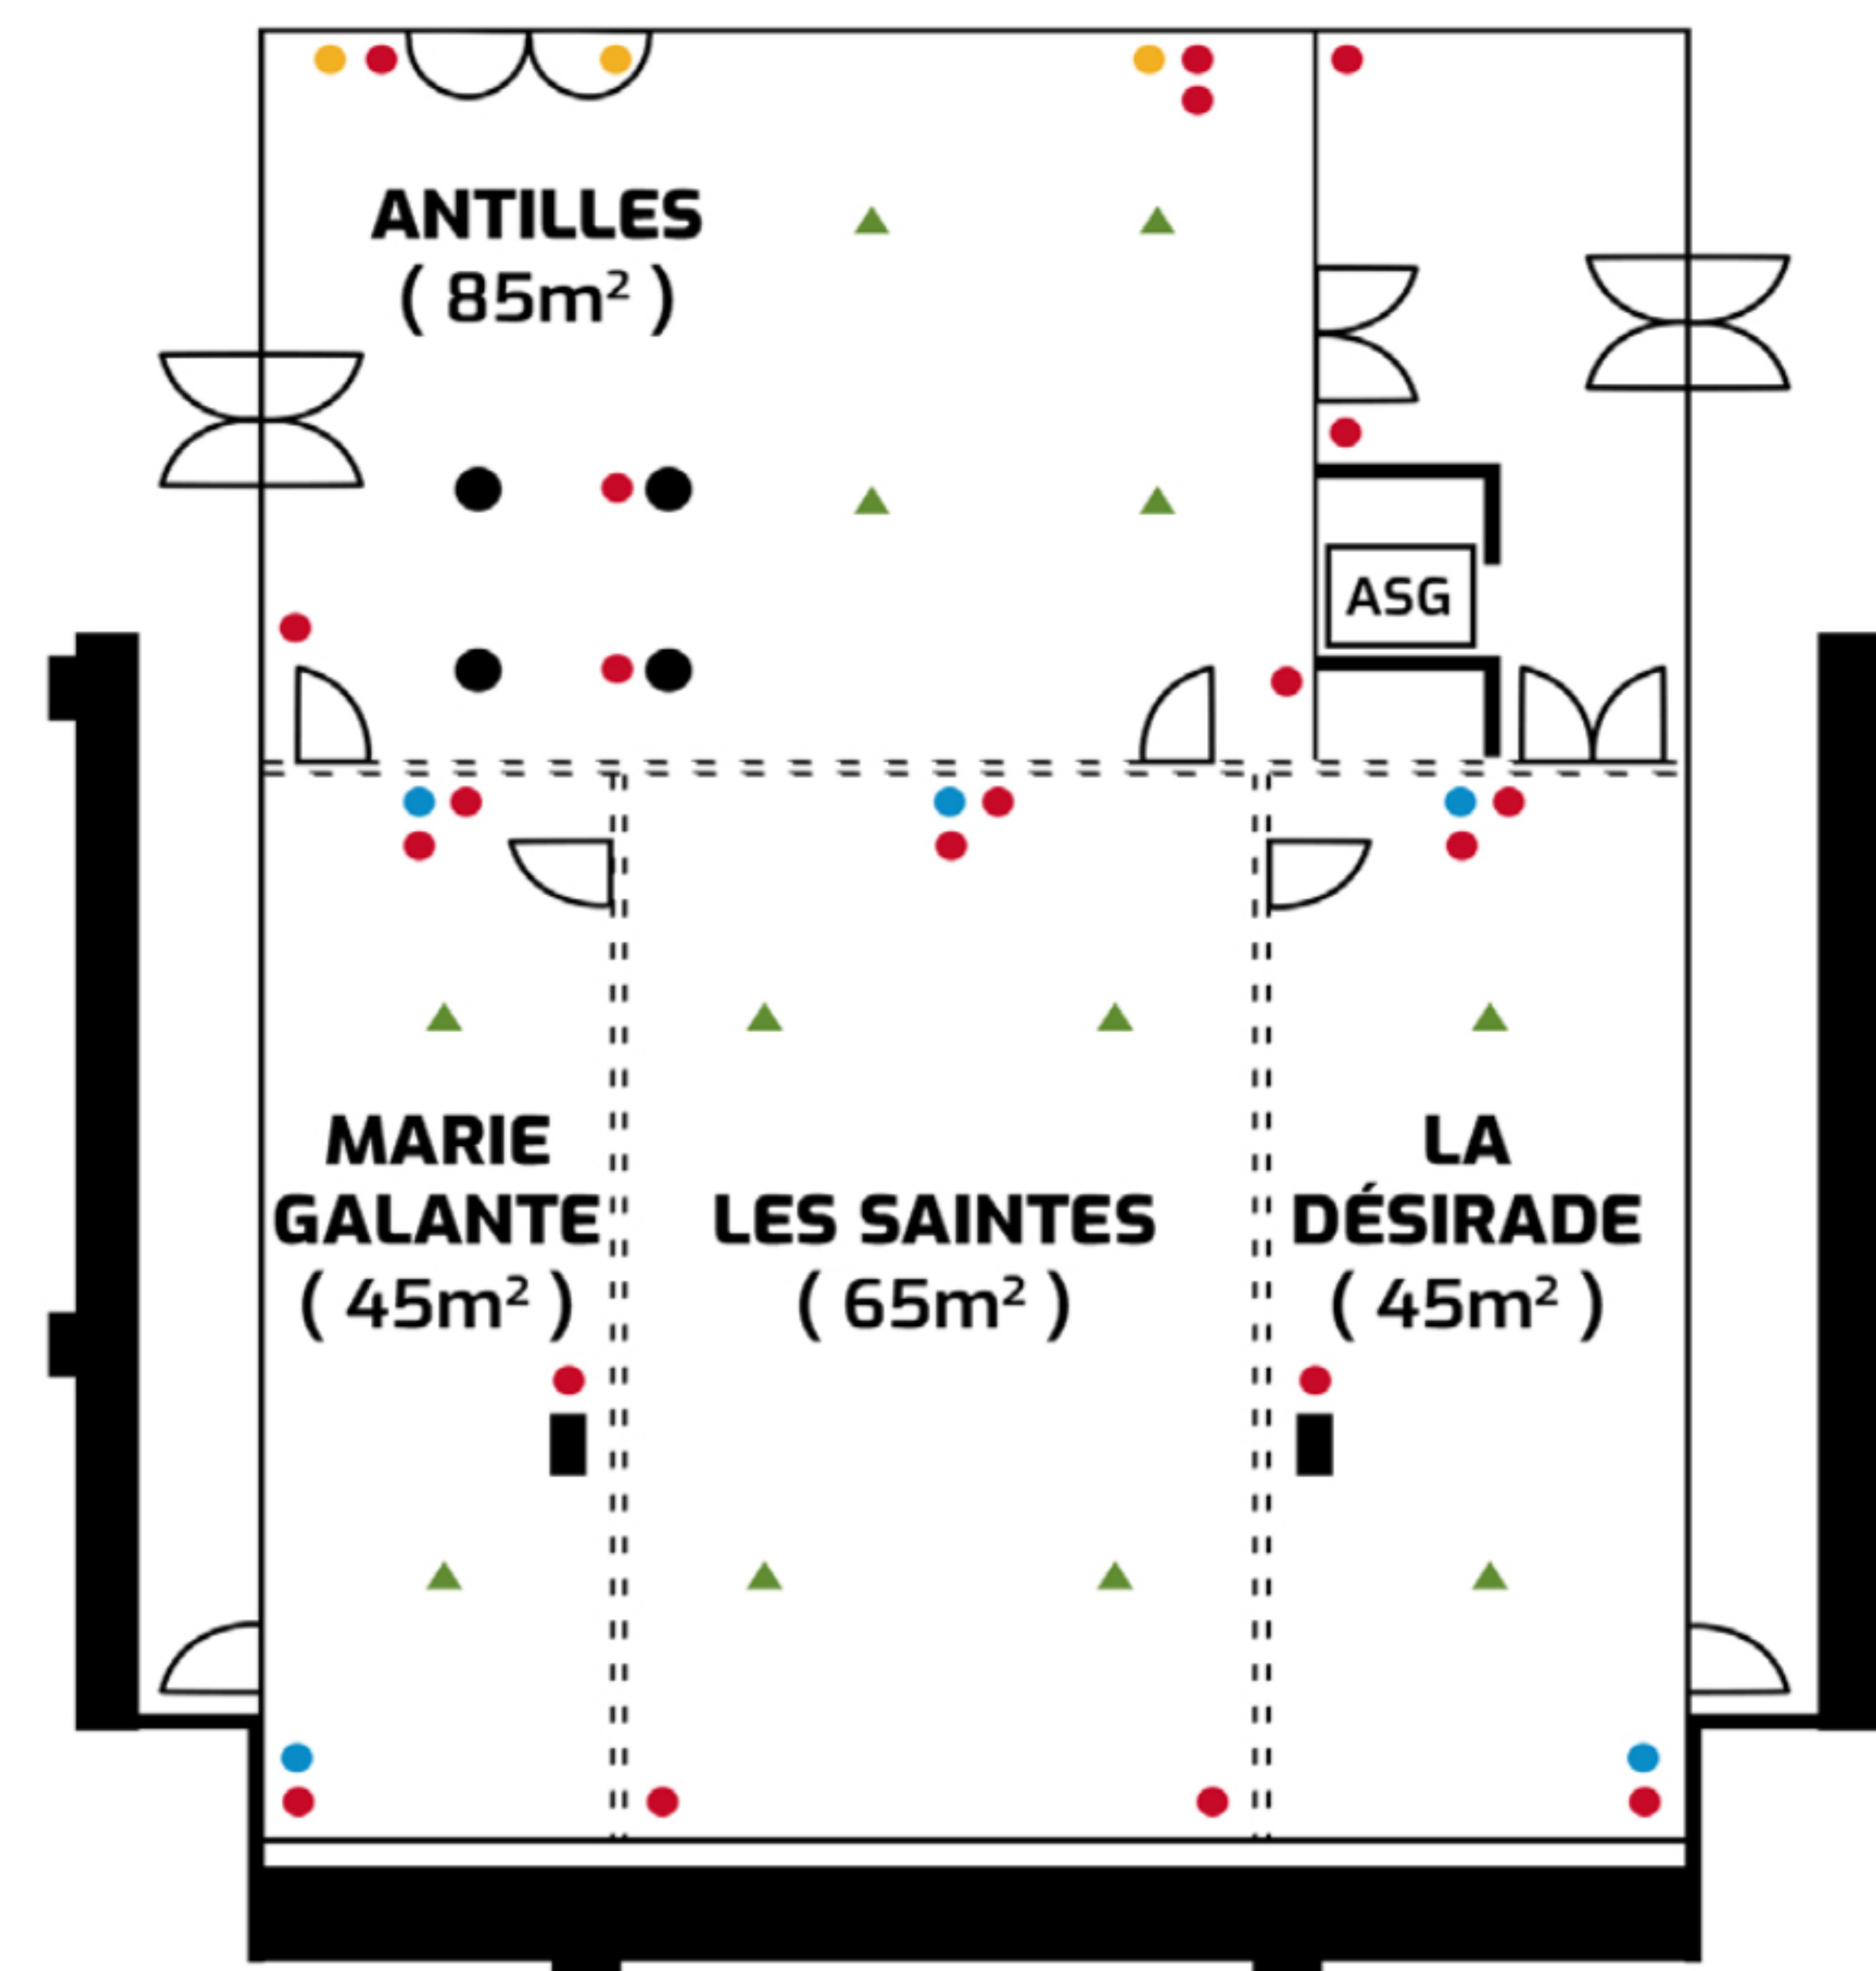 ANTILLES
( 85m² )
ASG
MARIE
GALANTE
( 45m² )
LES SAINTES
( 65m² )
LA
DÉSIRADE
( 45m² )